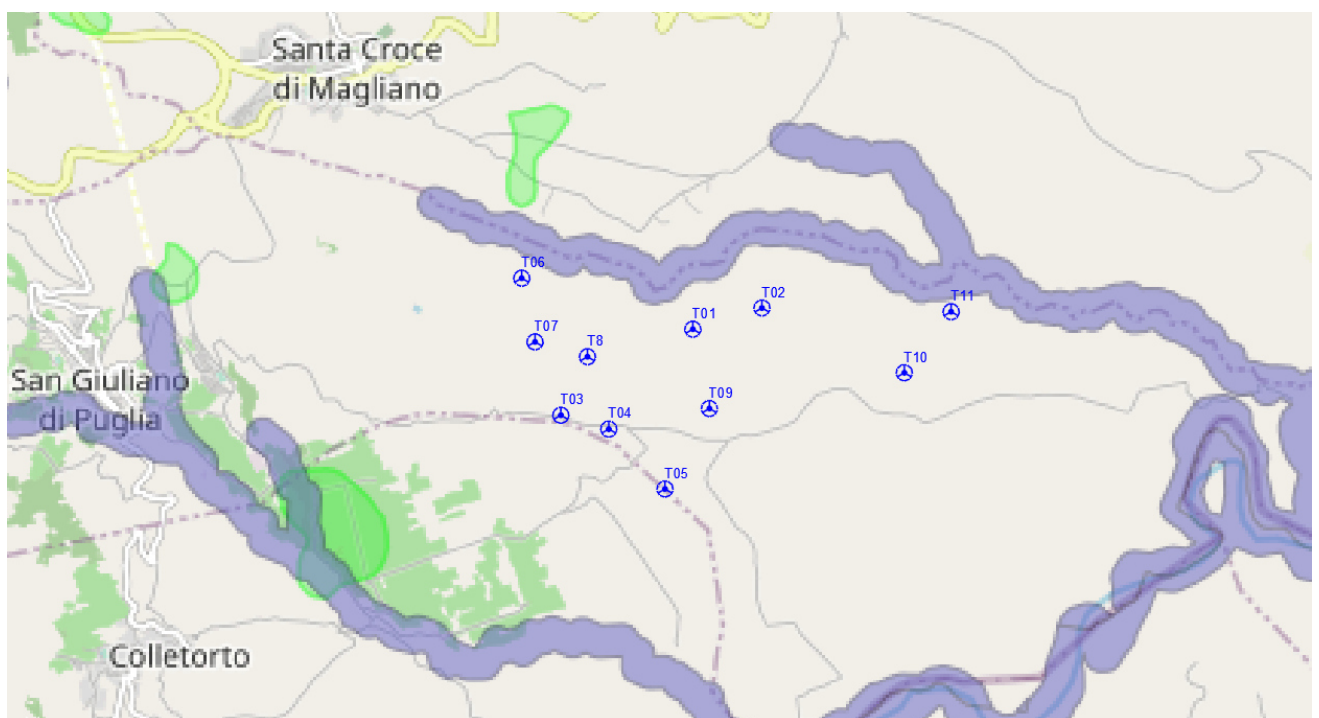 Santa Croce
di Magliano
T06
T02
T11
T01
T07
T8
T10
San Giuliano
di Puglia
T03
T09
T04
T05
Colletorto